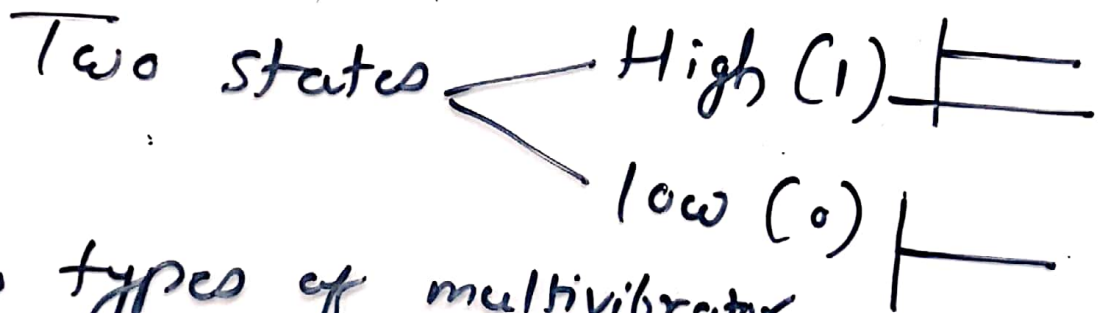 Two states High (1)
low (0)
types of multivibrator